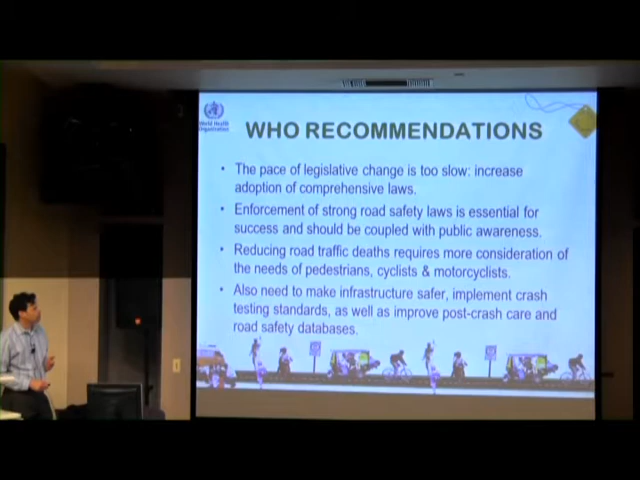 World Health
Organization
WHO RECOMMENDATIONS
• The pace of legislative change is too slow: increase
adoption of comprehensive laws.
• Enforcement of strong road safety laws is essential for
success and should be coupled with public awareness.
• Reducing road traffic deaths requires more consideration of
the needs of pedestrians, cyclists & motorcyclists.
• Also need to make infrastructure safer, implement crash
testing standards, as well as improve post-crash care and
road safety databases.